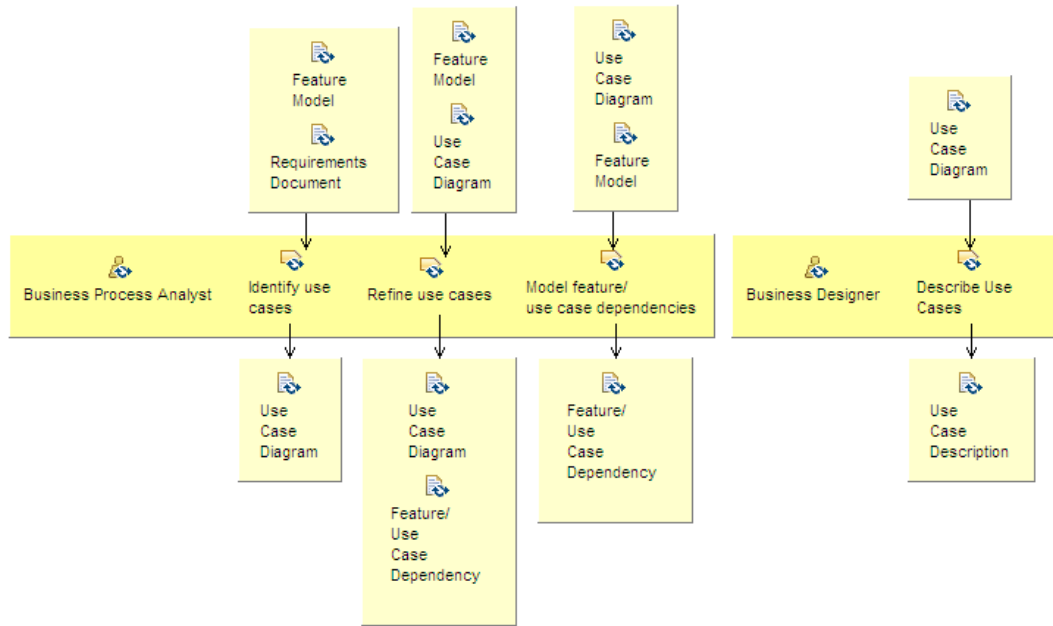 Feature
Model
Requirements
Document
Feature
Model
Use
Case
Diagram
Use
Case
Diagram
Feature
Model
Use
Case
Diagram
Business Process Analyst
Identify use
cases
Refine use cases
Model feature/
use case dependencies
Business Designer
Describe Use
Cases
Use
Case
Diagram
Use
Case
Diagram
Feature/
Use
Case
Dependency
Feature/
Use
Case
Dependency
Use
Case
Description